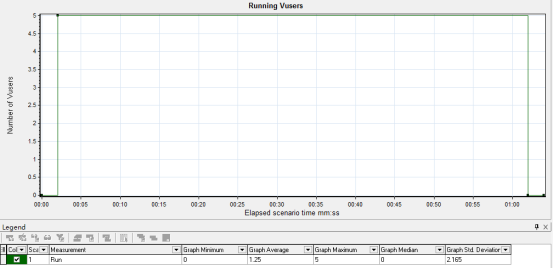 Running Vusers
5
4.5
4
3.5
3
2.5
2
1.5
1
0.5
0
Number of Vusers
00:00 00:05 00:10 00:15 00:20 00:25 00:30 00:35 00:40 00:45 00:50 00:55 01:00
Elapsed scenario time mm:ss
Legend
Col Sca Measurement Graph Minimum Graph Average Graph Maximum Graph Median Graph Std. Deviation
1 Run 0 1.25 5 0 2.165